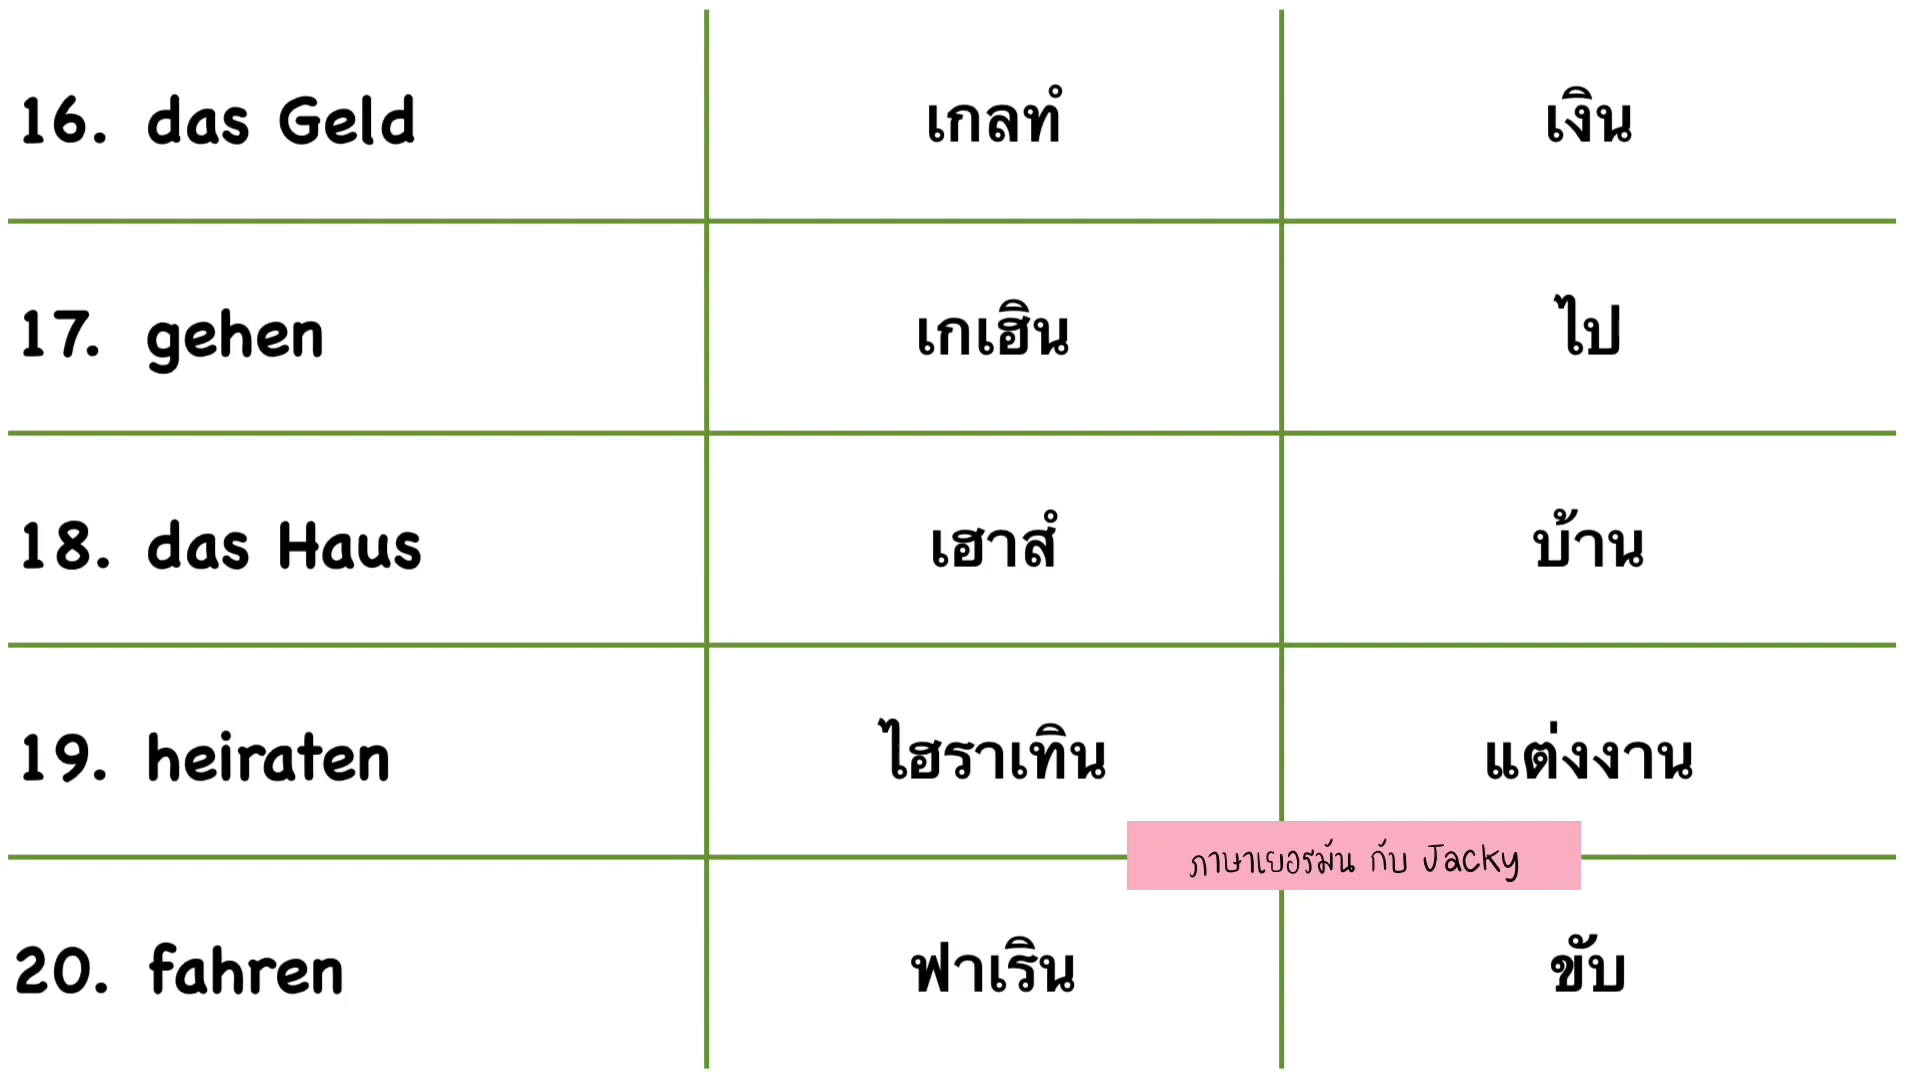 16. das Geld เกลทํ เงิน
17. gehen เกเฮิน ไป
18. das Haus เฮาสํ บ้าน
19. heiraten ไฮราเทิน แต่งงาน
ภาษาเยอรมัน กับ Jacky
20. fahren ฟาเริน ขับ